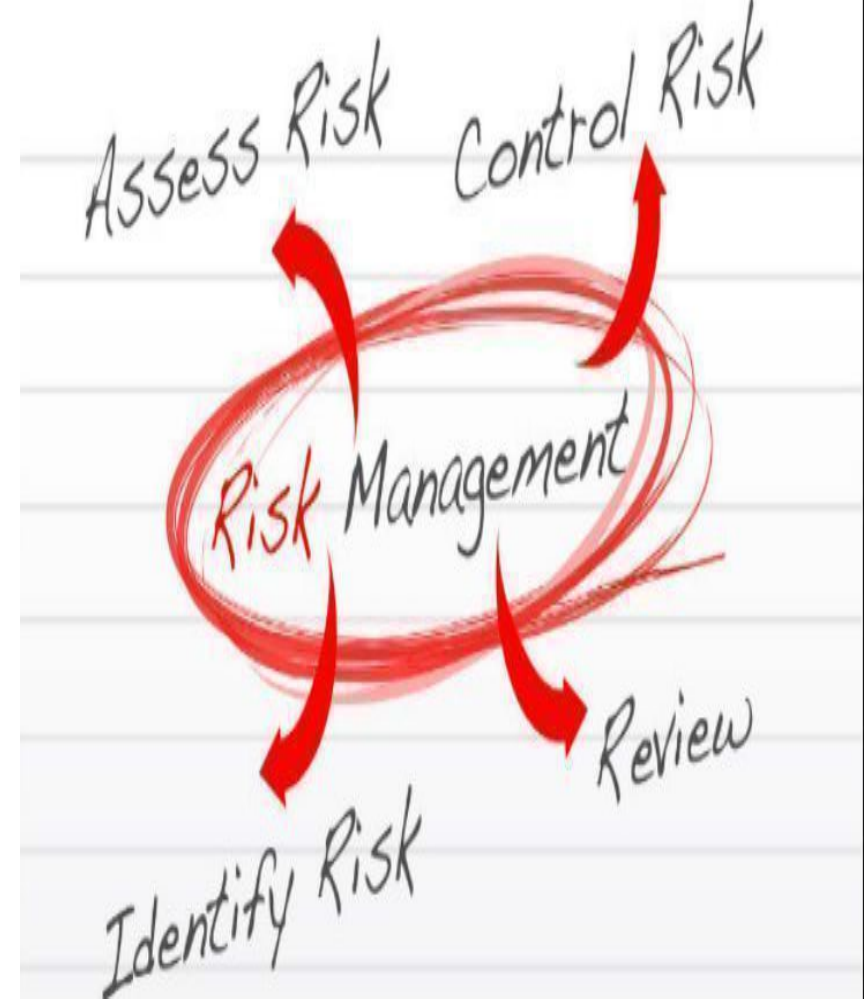 Assess Risk
Control Risk
Risk Management
Review
Identify Risk